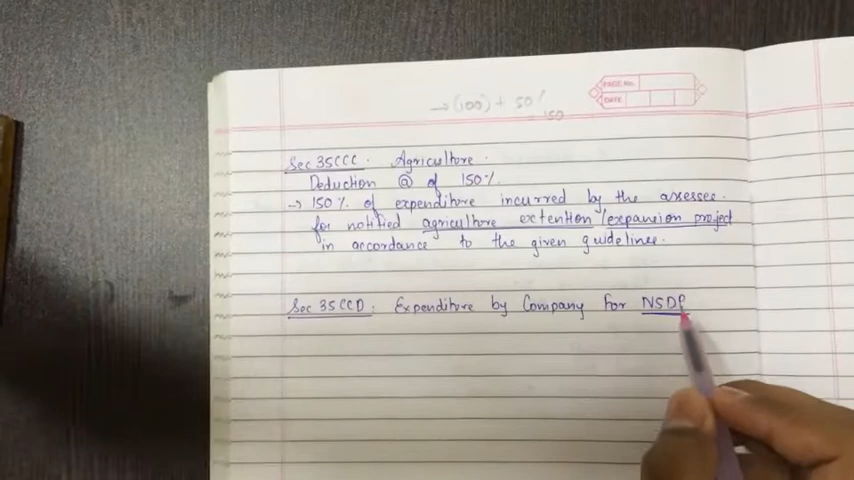 PAGE NO.
DATE
→ (100) + 50%
= 150
Sec 35CCC. Agriculture.
Deduction @ of 150%.
→ 150% of expenditure incurred by the assesee.
for notified agriculture extention / expansion project
in accordance to the given guidelines.
Sec 35CCD. Expenditure by Company for NSDP